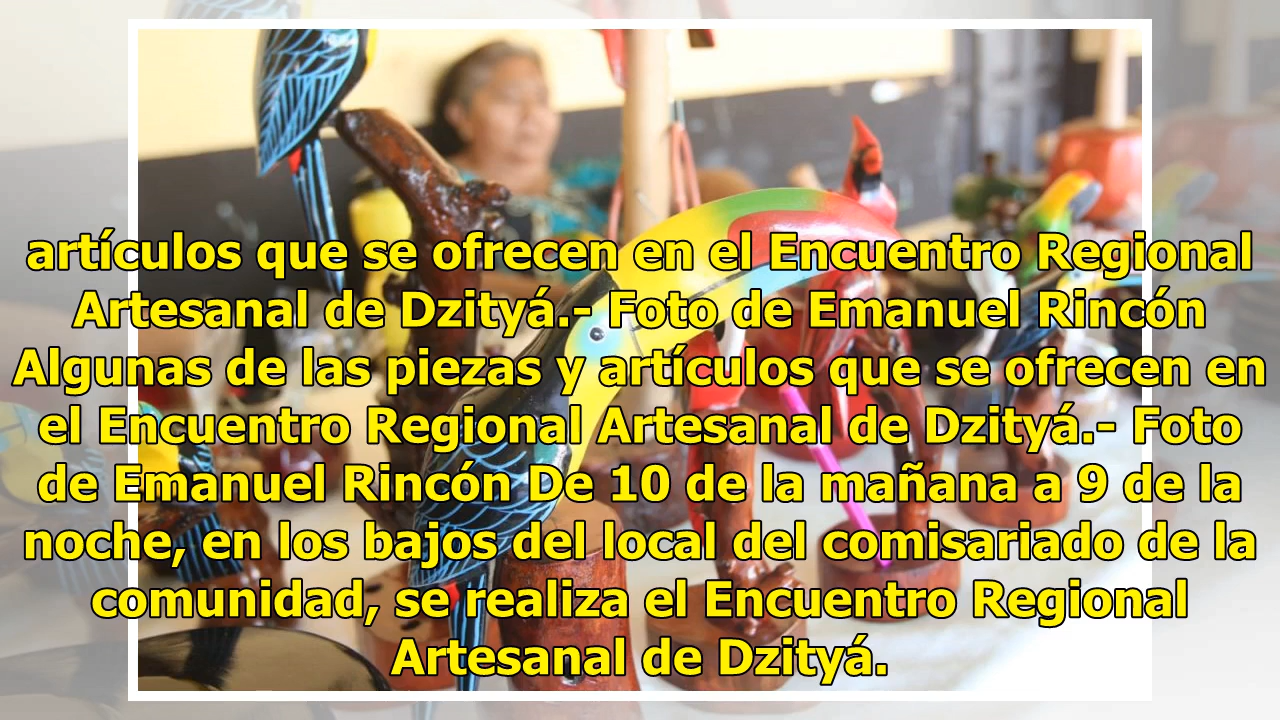 artículos que se ofrecen en el Encuentro Regional
Artesanal de Dzityá.- Foto de Emanuel Rincón
Algunas de las piezas y artículos que se ofrecen en
el Encuentro Regional Artesanal de Dzityá.- Foto
de Emanuel Rincón De 10 de la mañana a 9 de la
noche, en los bajos del local del comisariado de la
comunidad, se realiza el Encuentro Regional
Artesanal de Dzityá.